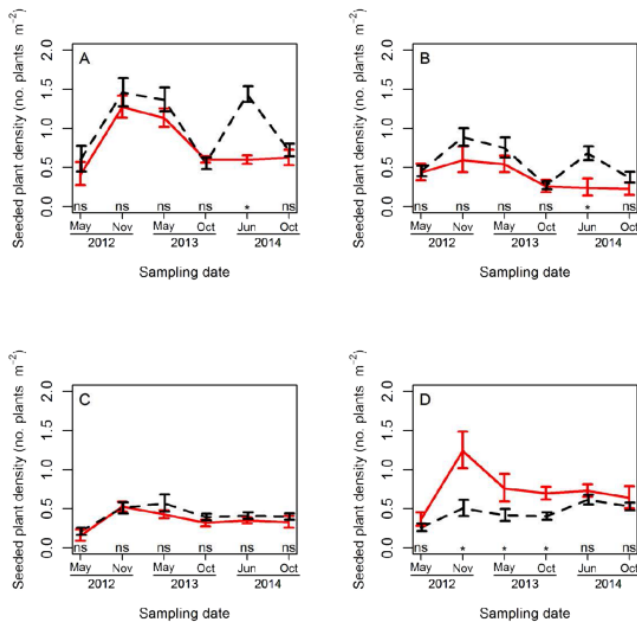 Seeded plant density (no. plants m⁻²)
2.0
1.5
1.0
0.5
0.0
A
ns ns ns ns * ns
May Nov May Oct Jun Oct
2012 2013 2014
Sampling date
Seeded plant density (no. plants m⁻²)
2.0
1.5
1.0
0.5
0.0
B
ns ns ns ns * ns
May Nov May Oct Jun Oct
2012 2013 2014
Sampling date
Seeded plant density (no. plants m⁻²)
2.0
1.5
1.0
0.5
0.0
C
ns ns ns ns ns ns
May Nov May Oct Jun Oct
2012 2013 2014
Sampling date
Seeded plant density (no. plants m⁻²)
2.0
1.5
1.0
0.5
0.0
D
ns * * * ns ns
May Nov May Oct Jun Oct
2012 2013 2014
Sampling date